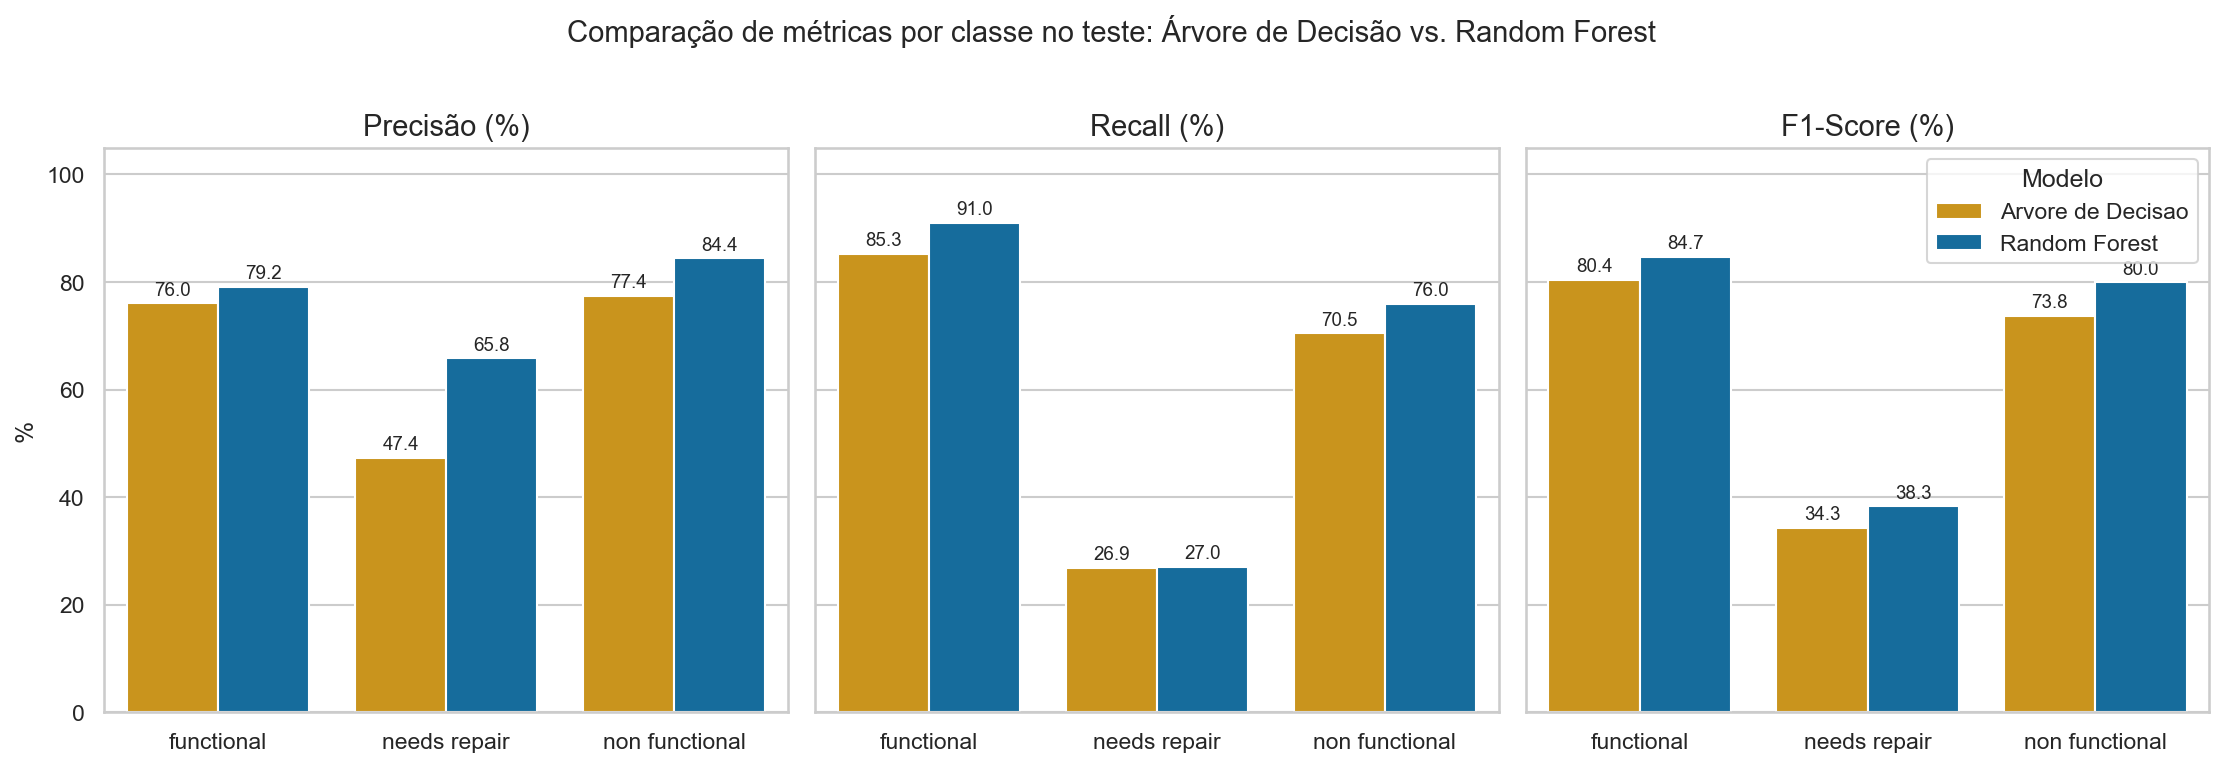 Comparação de métricas por classe no teste: Árvore de Decisão vs. Random Forest
Precisão (%)
%
100
80
60
40
20
0
76.0
79.2
47.4
65.8
77.4
84.4
functional
needs repair
non functional
Recall (%)
85.3
91.0
26.9
27.0
70.5
76.0
functional
needs repair
non functional
F1-Score (%)
Modelo
Arvore de Decisao
Random Forest
80.4
84.7
34.3
38.3
73.8
80.0
functional
needs repair
non functional